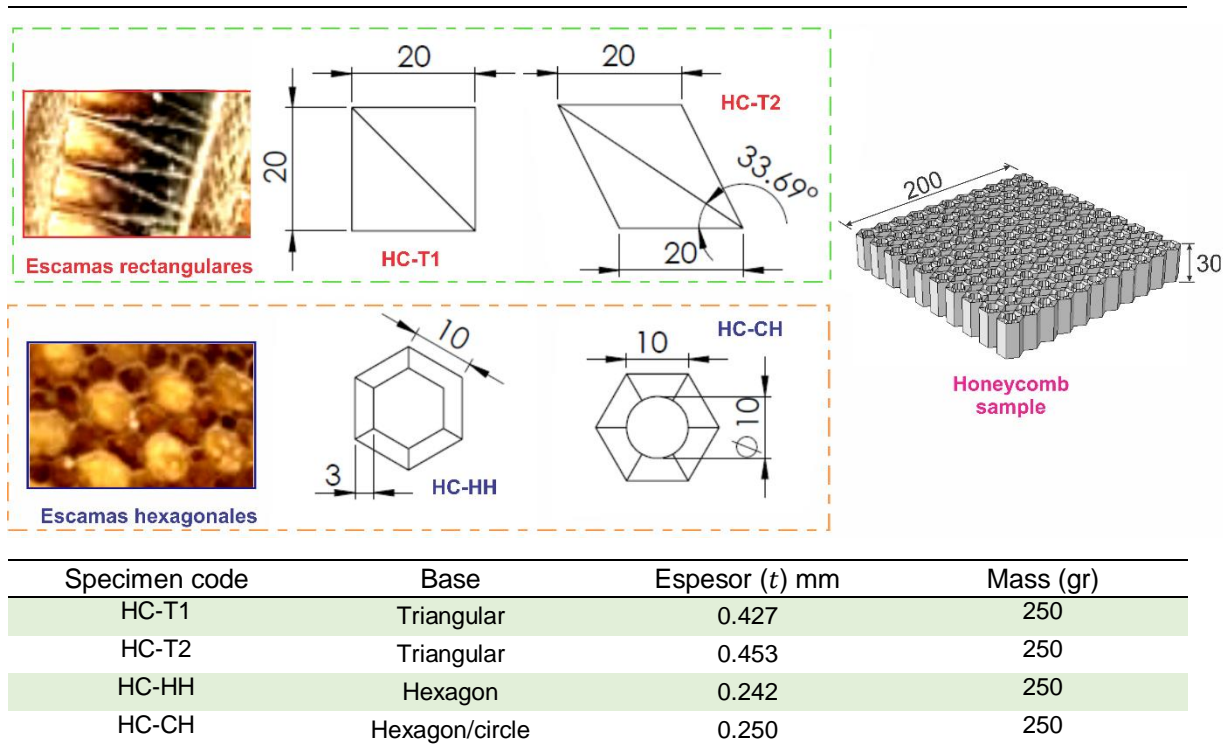 20
20
HC-T1
Escamas rectangulares
20
HC-T2
33.69°
20
200
30
Honeycomb
sample
10
3
HC-HH
Escamas hexagonales
HC-CH
10
∅ 10
Specimen code Base Espesor (t) mm Mass (gr)
HC-T1 Triangular 0.427 250
HC-T2 Triangular 0.453 250
HC-HH Hexagon 0.242 250
HC-CH Hexagon/circle 0.250 250